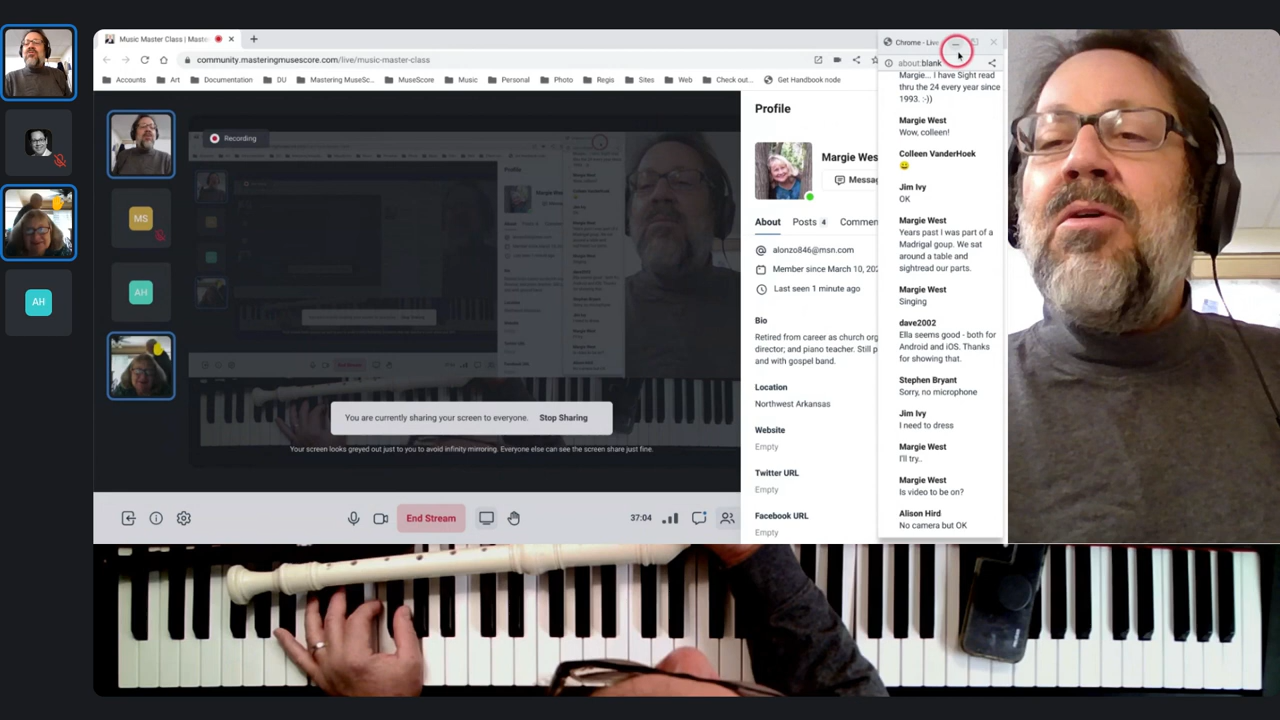 Music Master Class | Maste
community.masteringmusescore.com/live/music-master-class
Accounts
Art
Documentation
DU
Mastering MuseSc...
MuseScore
Music
Personal
Photo
Regis
Sites
Web
Check out...
Get Handbook node
Recording
MS
AH
AH
You are currently sharing your screen to everyone. Stop Sharing
Your screen looks greyed out just to you to avoid infinity mirroring. Everyone else can see the screen share just fine.
End Stream
37:04
Profile
Margie Wes
Messag
About
Posts 4
Commen
alonzo846@msn.com
Member since March 10, 202
Last seen 1 minute ago
Bio
Retired from career as church org
director; and piano teacher. Still p
and with gospel band.
Location
Northwest Arkansas
Website
Empty
Twitter URL
Empty
Facebook URL
Empty
Chrome - Live
about:blank
Margie... I have Sight read
thru the 24 every year since
1993. :-))
Margie West
Wow, colleen!
Colleen VanderHoek
😀
Jim Ivy
OK
Margie West
Years past I was part of a
Madrigal goup. We sat
around a table and
sightread our parts.
Margie West
Singing
dave2002
Ella seems good - both for
Android and iOS. Thanks
for showing that.
Stephen Bryant
Sorry, no microphone
Jim Ivy
I need to dress
Margie West
I'll try..
Margie West
Is video to be on?
Alison Hird
No camera but OK